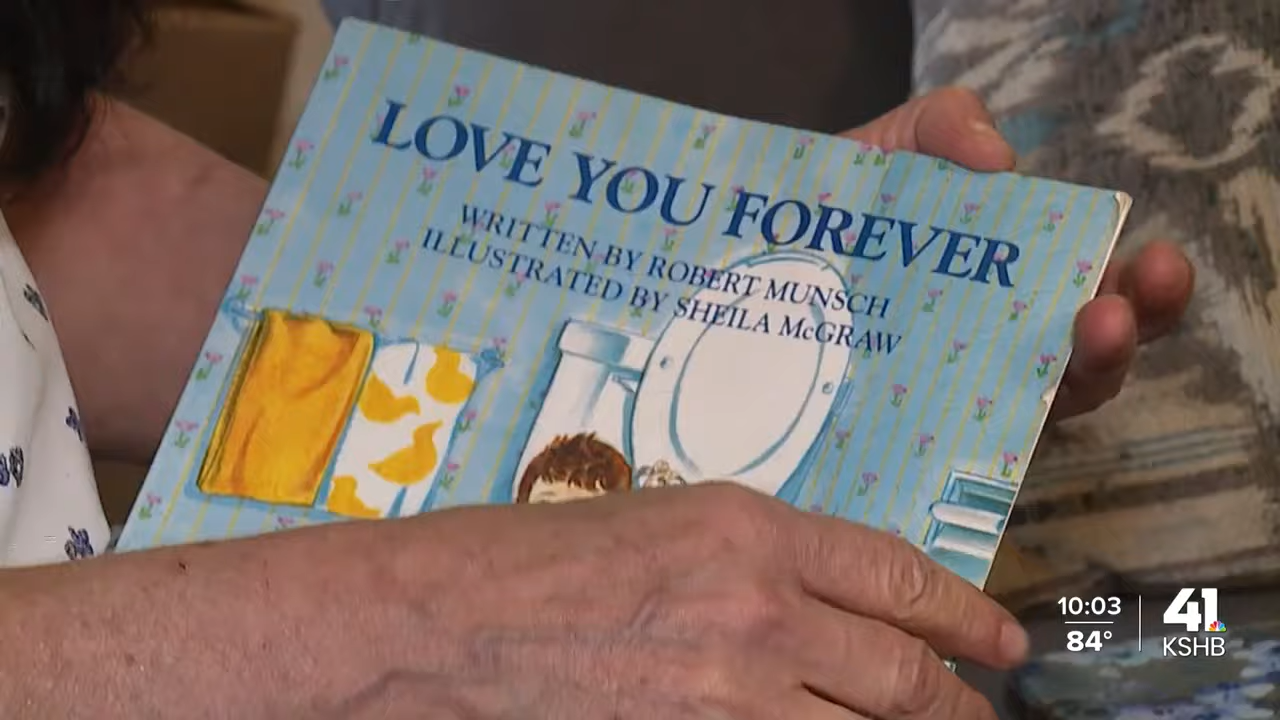 LOVE YOU FOREVER
WRITTEN BY ROBERT MUNSCH
ILLUSTRATED BY SHEILA McGRAW
10:03
84°
41
KSHB